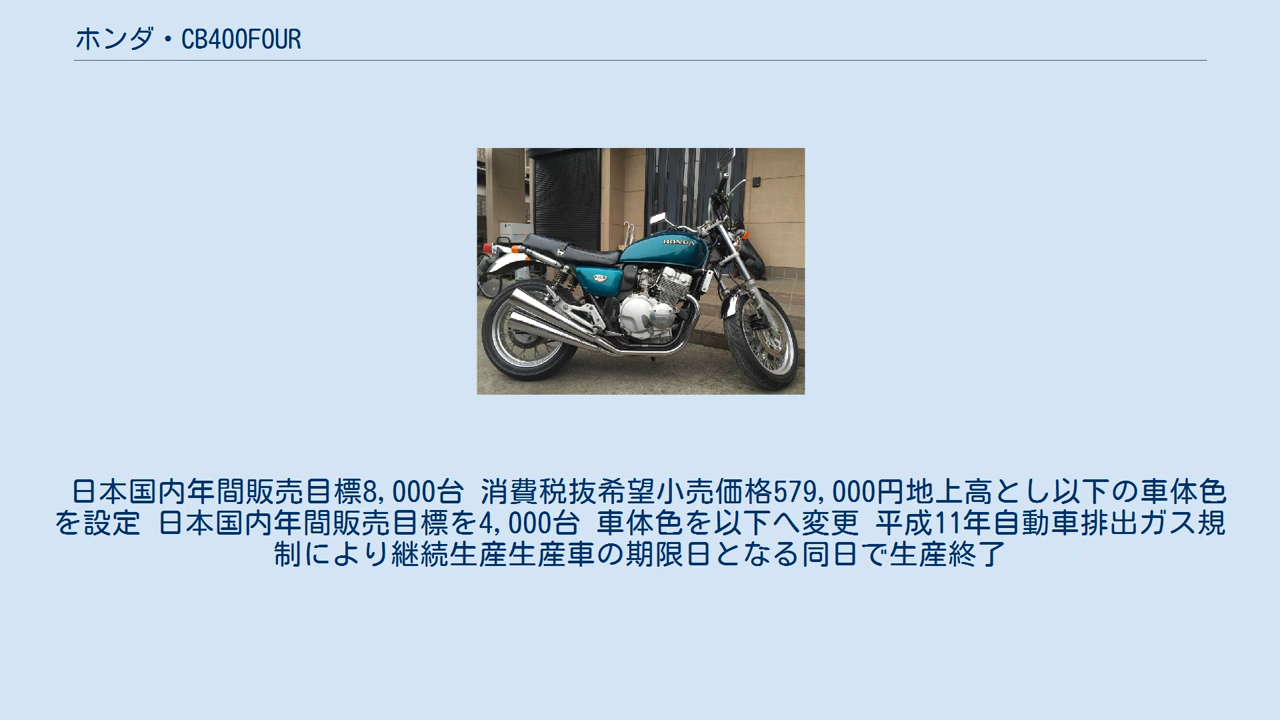 ホンダ・CB400FOUR
HONDA
日本国内年間販売目標8,000台 消費税抜希望小売価格579,000円地上高とし以下の車体色
を設定 日本国内年間販売目標を4,000台 車体色を以下へ変更 平成11年自動車排出ガス規
制により継続生産生産車の期限日となる同日で生産終了